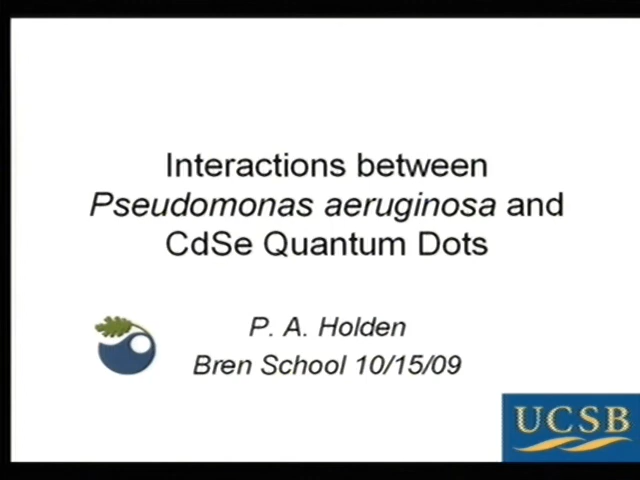 Interactions between
Pseudomonas aeruginosa and
CdSe Quantum Dots
P. A. Holden
Bren School 10/15/09
UCSB